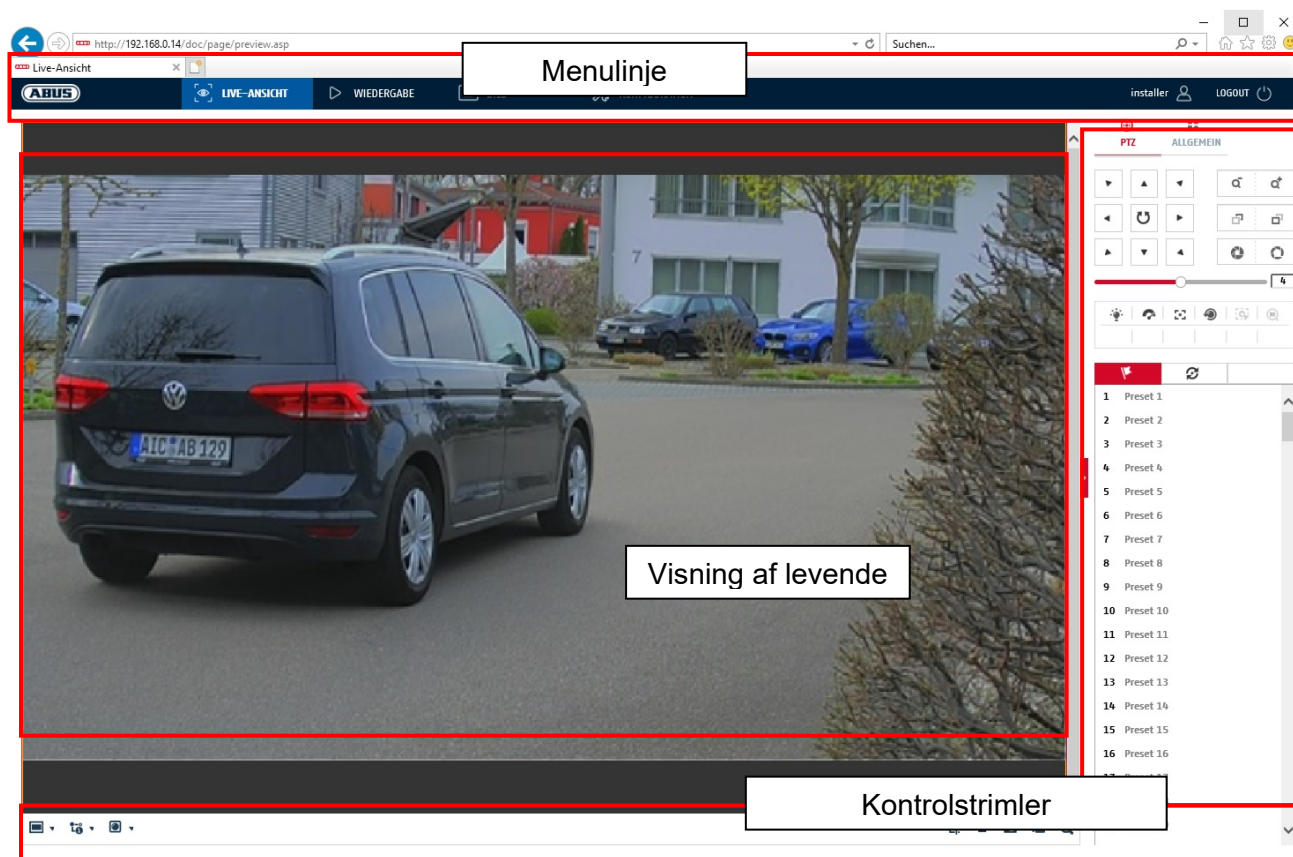 http://192.168.0.14/doc/page/preview.asp
Suchen...
Live-Ansicht
Menulinje
ABUS
LIVE-ANSICHT
WIEDERGABE
installer
LOGOUT
PTZ ALLGEMEIN
4
7
AIC AB 129
1 Preset 1
2 Preset 2
3 Preset 3
4 Preset 4
5 Preset 5
6 Preset 6
7 Preset 7
8 Preset 8
9 Preset 9
10 Preset 10
11 Preset 11
12 Preset 12
13 Preset 13
14 Preset 14
15 Preset 15
16 Preset 16
Visning af levende
Kontrolstrimler